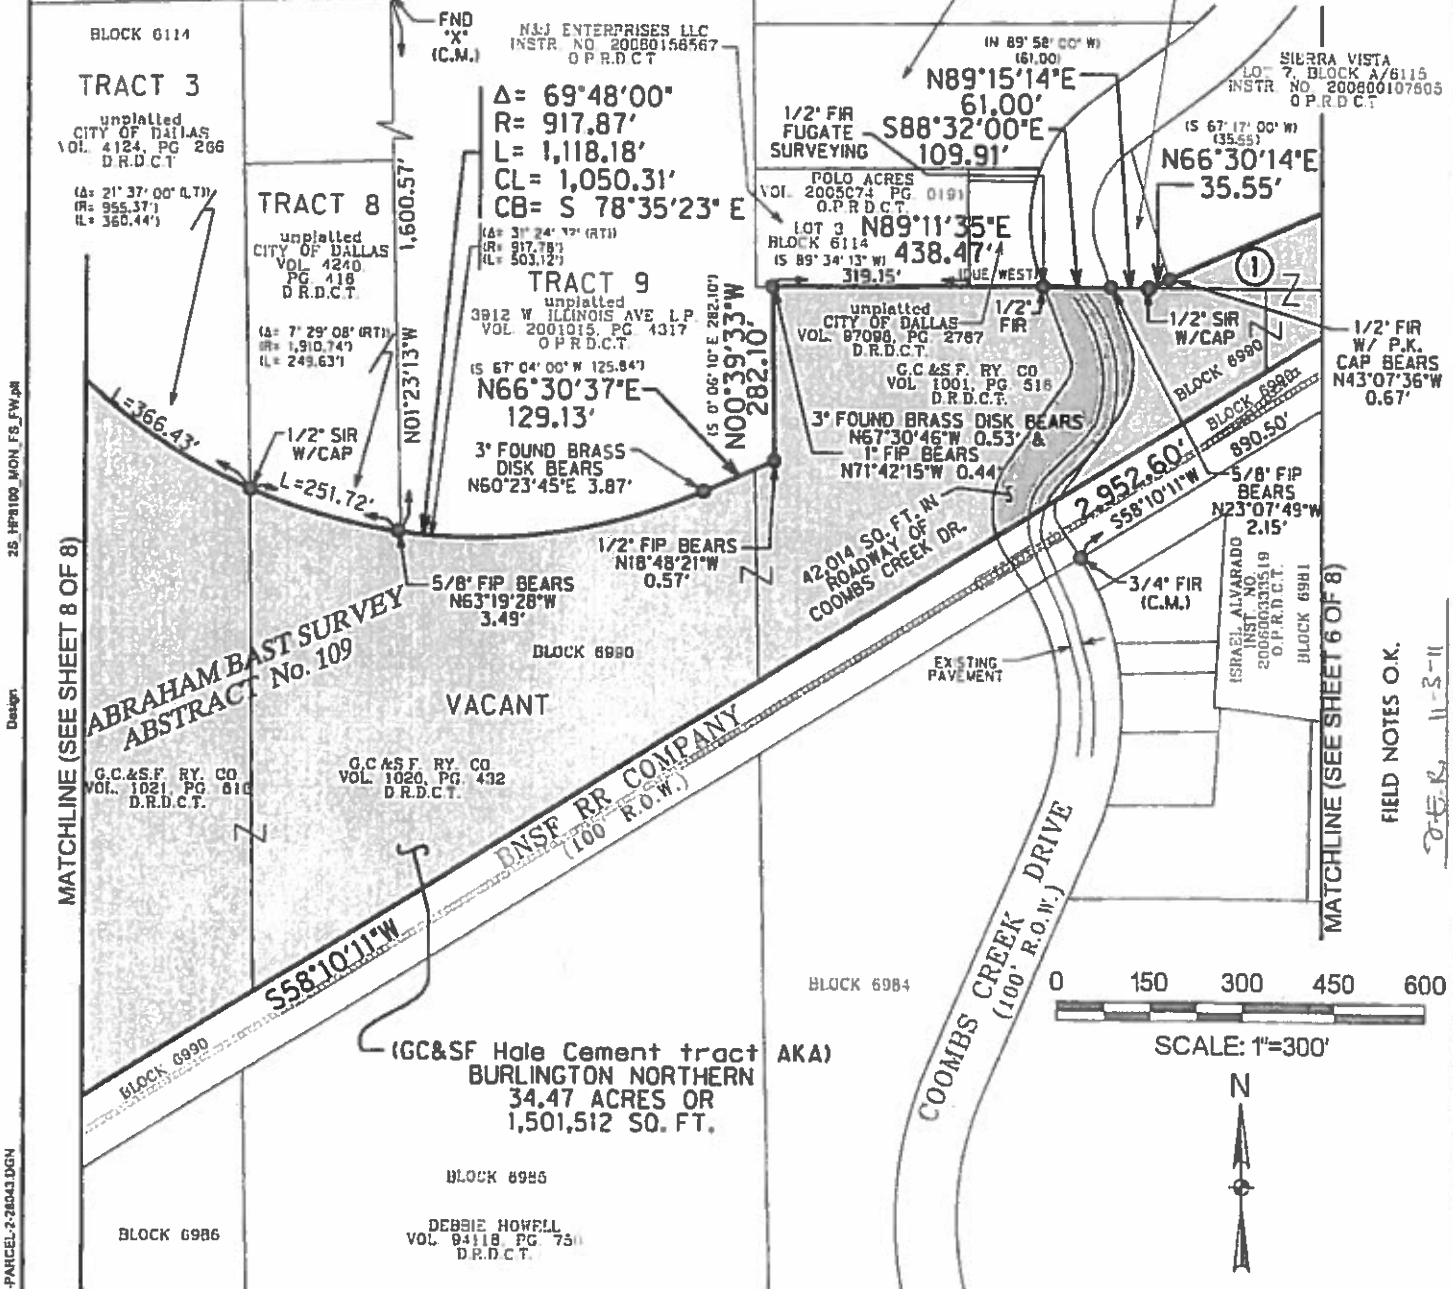 BLOCK 6114
TRACT 3
unplatted
CITY OF DALLAS
VOL. 4124, PG 266
D.R.D.C.T
(Δ= 21° 37' 00" (LT))
(R= 955.37')
(L= 360.44')
FND
"X"
(C.M.)
N&J ENTERPRISES LLC
INSTR. NO. 20080158567
O P R.D C T
Δ= 69°48'00"
R= 917.87'
L= 1,118.18'
CL= 1,050.31'
CB= S 78°35'23" E
(Δ= 31° 24' 32" (RT))
(R= 917.78')
(L= 503.12')
TRACT 8
unplatted
CITY OF DALLAS
VOL 4240
PG 418
D R.D.C.T.
(Δ= 7° 29' 08" (RT))
(R= 1,910.74')
(L= 249.63')
1,600.57'
N01°23'13"W
TRACT 9
unplatted
3912 W. ILLINOIS AVE L.P.
VOL. 2001015, PG 4317
O P R.D.C.T
(S 67° 04' 00" W 125.84')
N66°30'37"E
129.13'
3" FOUND BRASS
DISK BEARS
N60°23'45"E 3.87'
(S 0° 06' 10" E 282.10')
N00°39'33"W
282.10'
(N 89° 52' 00" W)
(61.00)
N89°15'14"E
61.00'
S88°32'00"E
109.91'
1/2" FIR
FUGATE
SURVEYING
POLO ACRES
VOL. 2005074 PG 0191
O.P.R.D.C.T.
LOT 3
BLOCK 6114
N89°11'35"E
438.47'
(S 89° 34' 13" W)
319.15'
(DUE WEST)
SIERRA VISTA
LOT 7, BLOCK A/6115
INSTR. NO. 200600107605
O P.R.D C.T.
(S 67° 17' 00" W)
(35.55)
N66°30'14"E
35.55'
1
unplatted
CITY OF DALLAS
VOL. 97098, PG 2767
D.R.D.C.T.
1/2"
FIR
1/2" SIR
W/CAP
G.C.&S.F. RY. CO
VOL 1001, PG 516
D.R.D.C.T.
3" FOUND BRASS DISK BEARS
N67°30'46"W 0.53' &
1" FIP BEARS
N71°42'15"W 0.44'
BLOCK 6990
BLOCK 6990
1/2" FIR
W/ P.K.
CAP BEARS
N43°07'36"W
0.67'
L=366.43'
1/2" SIR
W/CAP
L=251.72'
5/8" FIP BEARS
N63°19'28"W
3.49'
1/2" FIP BEARS
N18°48'21"W
0.57'
42,014 SQ. FT. IN
ROADWAY OF
COOMBS CREEK DR.
2,952.60'
S58°10'11"W
890.50'
5/8" FIP
BEARS
N23°07'49"W
2.15'
3/4" FIR
(C.M.)
ISRAEL ALVARADO
INST. NO.
200600333519
O.P.R.D.C.T.
BLOCK 6981
EXISTING
PAVEMENT
ABRAHAM BAST SURVEY
ABSTRACT No. 109
BLOCK 6990
VACANT
G.C.&S.F. RY. CO
VOL. 1021, PG. 610
D.R.D.C.T.
G.C &S F. RY. CO
VOL. 1020, PG. 432
D.R.D.C.T.
BNSF RR COMPANY
(100' R.O.W.)
S58°10'11"W
BLOCK 6990
BLOCK 6984
COOMBS CREEK DRIVE
(100' R.O.W.)
(GC&SF Hale Cement tract AKA)
BURLINGTON NORTHERN
34.47 ACRES OR
1,501,512 SQ. FT.
BLOCK 6985
DEBBIE HOWELL
VOL 94118, PG 750
D.R.D C T.
BLOCK 6986
0 150 300 450 600
SCALE: 1"=300'
N
MATCHLINE (SEE SHEET 8 OF 8)
MATCHLINE (SEE SHEET 6 OF 8)
FIELD NOTES O.K.
11-3-11
Design
-PARCEL-2-28043.DGN